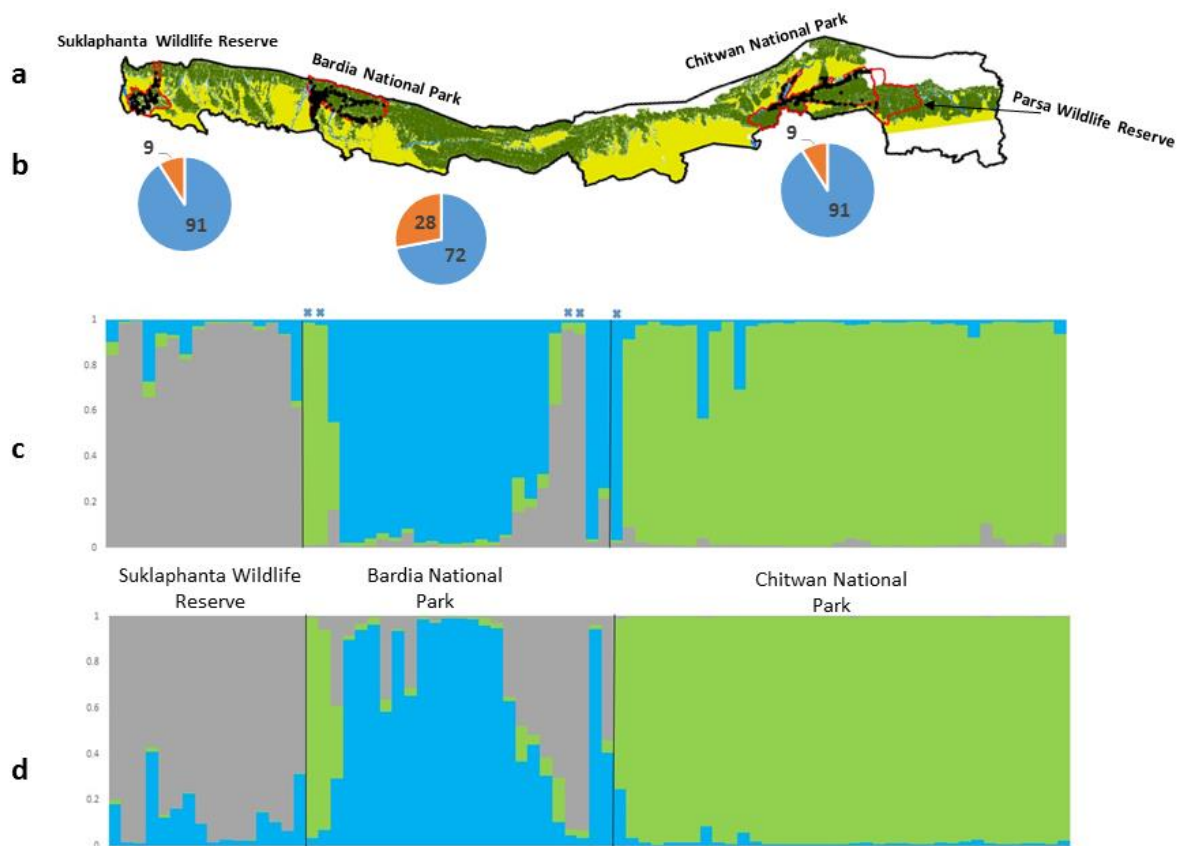 Suklaphanta Wildlife Reserve
Bardia National Park
Chitwan National Park
Parsa Wildlife Reserve
a
b
9
91
28
72
9
91
c
1
0.8
0.6
0.4
0.2
0
Suklaphanta Wildlife
Reserve
Bardia National
Park
Chitwan National
Park
d
1
0.8
0.6
0.4
0.2
0